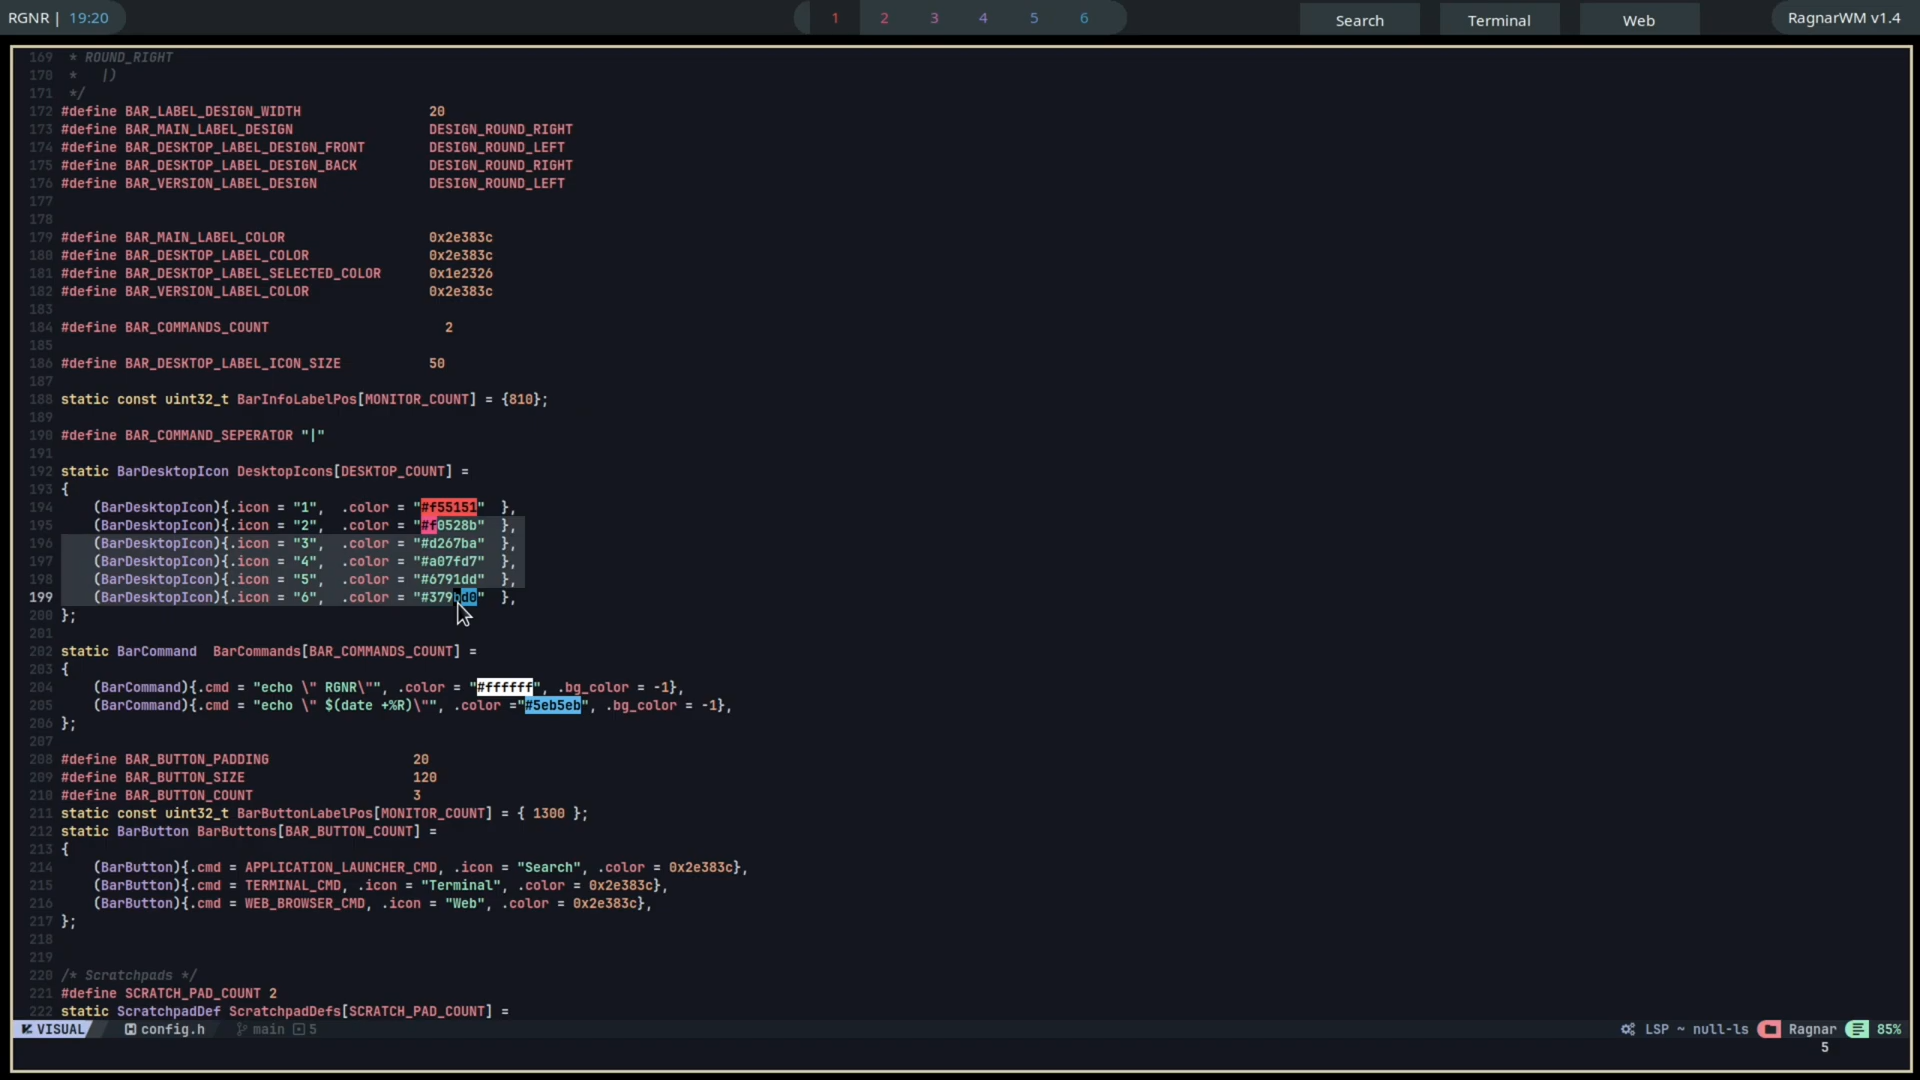 RGNR | 19:20 1 2 3 4 5 6 Search Terminal Web RagnarWM v1.4
169 * ROUND_RIGHT
170 *   |)
171 */
172 #define BAR_LABEL_DESIGN_WIDTH 20
173 #define BAR_MAIN_LABEL_DESIGN DESIGN_ROUND_RIGHT
174 #define BAR_DESKTOP_LABEL_DESIGN_FRONT DESIGN_ROUND_LEFT
175 #define BAR_DESKTOP_LABEL_DESIGN_BACK DESIGN_ROUND_RIGHT
176 #define BAR_VERSION_LABEL_DESIGN DESIGN_ROUND_LEFT
177
178
179 #define BAR_MAIN_LABEL_COLOR 0x2e383c
180 #define BAR_DESKTOP_LABEL_COLOR 0x2e383c
181 #define BAR_DESKTOP_LABEL_SELECTED_COLOR 0x1e2326
182 #define BAR_VERSION_LABEL_COLOR 0x2e383c
183
184 #define BAR_COMMANDS_COUNT 2
185
186 #define BAR_DESKTOP_LABEL_ICON_SIZE 50
187
188 static const uint32_t BarInfoLabelPos[MONITOR_COUNT] = {810};
189
190 #define BAR_COMMAND_SEPERATOR "|"
191
192 static BarDesktopIcon DesktopIcons[DESKTOP_COUNT] =
193 {
194     (BarDesktopIcon){.icon = "1",  .color = "#f55151"  },
195     (BarDesktopIcon){.icon = "2",  .color = "#f0528b"  },
196     (BarDesktopIcon){.icon = "3",  .color = "#d267ba"  },
197     (BarDesktopIcon){.icon = "4",  .color = "#a07fd7"  },
198     (BarDesktopIcon){.icon = "5",  .color = "#6791dd"  },
199     (BarDesktopIcon){.icon = "6",  .color = "#379bd0"  },
200 };
201
202 static BarCommand  BarCommands[BAR_COMMANDS_COUNT] =
203 {
204     (BarCommand){.cmd = "echo \" RGNR\"", .color = "#ffffff", .bg_color = -1},
205     (BarCommand){.cmd = "echo \" $(date +%R)\"", .color ="#5eb5eb", .bg_color = -1},
206 };
207
208 #define BAR_BUTTON_PADDING 20
209 #define BAR_BUTTON_SIZE 120
210 #define BAR_BUTTON_COUNT 3
211 static const uint32_t BarButtonLabelPos[MONITOR_COUNT] = { 1300 };
212 static BarButton BarButtons[BAR_BUTTON_COUNT] =
213 {
214     (BarButton){.cmd = APPLICATION_LAUNCHER_CMD, .icon = "Search", .color = 0x2e383c},
215     (BarButton){.cmd = TERMINAL_CMD, .icon = "Terminal", .color = 0x2e383c},
216     (BarButton){.cmd = WEB_BROWSER_CMD, .icon = "Web", .color = 0x2e383c},
217 };
218
219
220 /* Scratchpads */
221 #define SCRATCH_PAD_COUNT 2
222 static ScratchpadDef ScratchpadDefs[SCRATCH_PAD_COUNT] =
VISUAL config.h main 5 LSP ~ null-ls Ragnar 85%
5